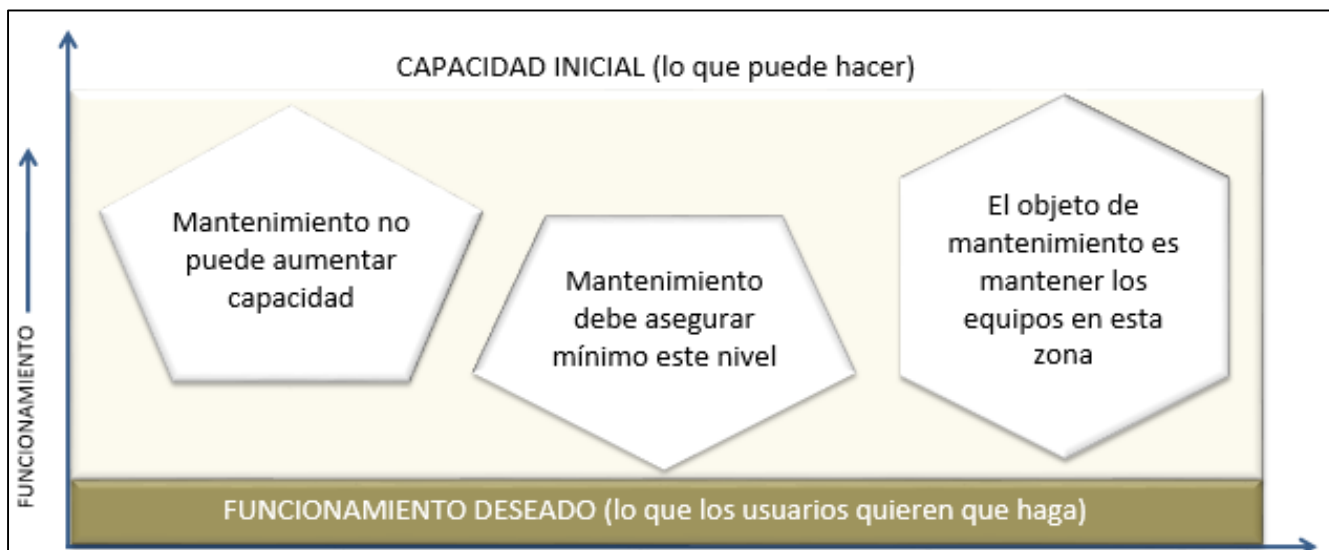 CAPACIDAD INICIAL (lo que puede hacer)
Mantenimiento no
puede aumentar
capacidad
Mantenimiento
debe asegurar
mínimo este nivel
El objeto de
mantenimiento es
mantener los
equipos en esta
zona
FUNCIONAMIENTO
FUNCIONAMIENTO DESEADO (lo que los usuarios quieren que haga)